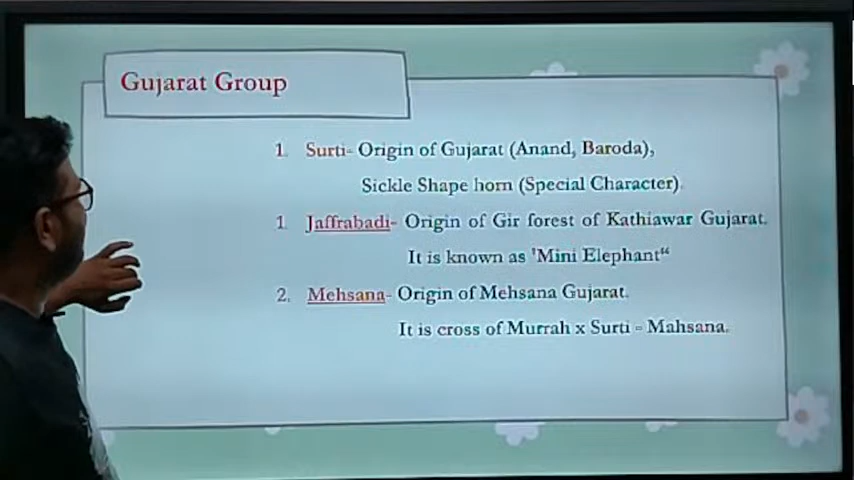 Gujarat Group
1. Surti- Origin of Gujarat (Anand, Baroda),
Sickle Shape horn (Special Character).
1. Jaffrabadi- Origin of Gir forest of Kathiawar Gujarat.
It is known as 'Mini Elephant“
2. Mehsana- Origin of Mehsana Gujarat.
It is cross of Murrah x Surti = Mahsana.